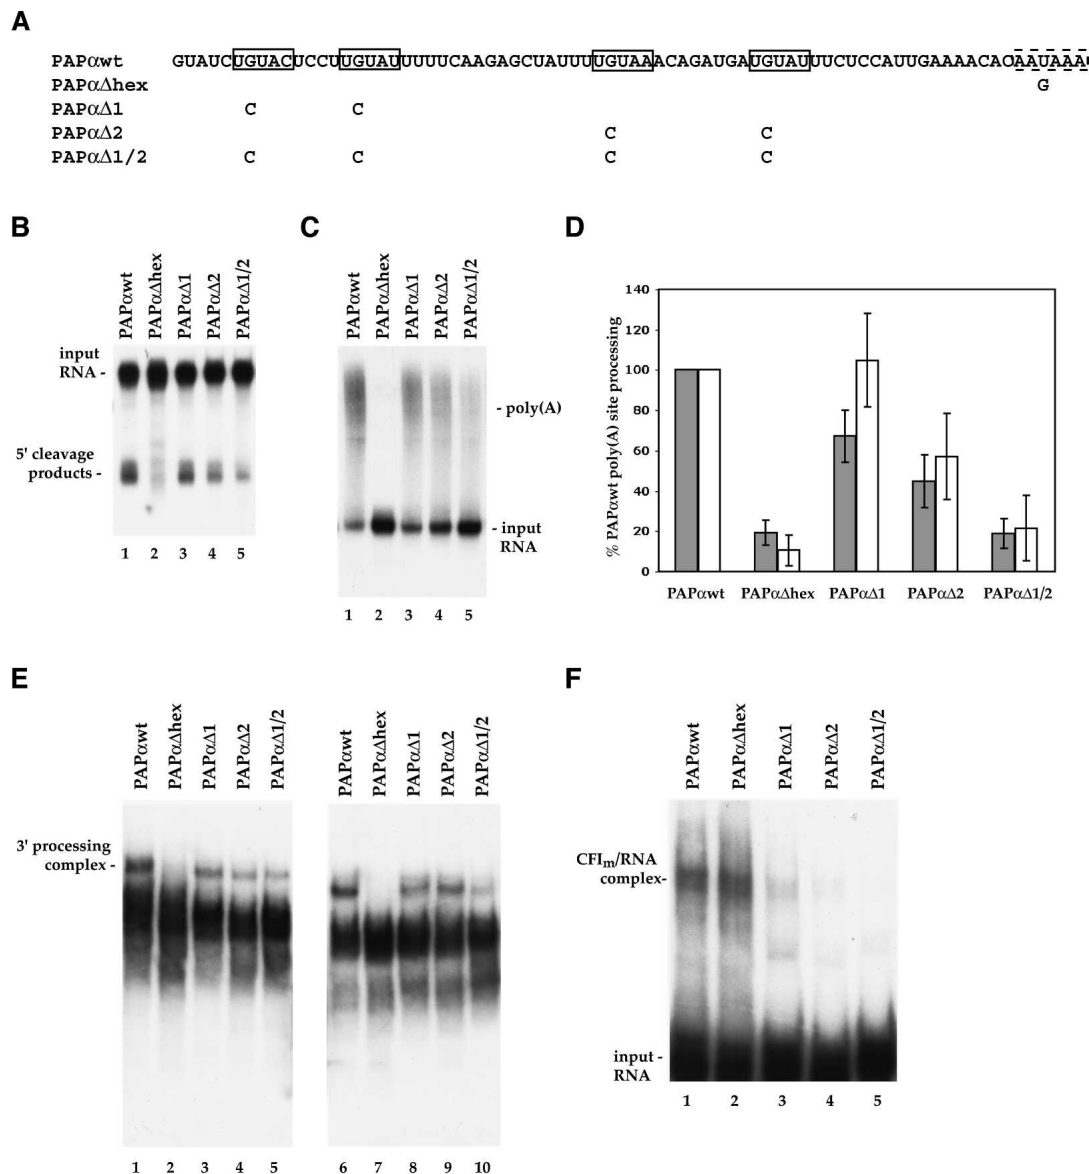 A
PAPαwt GUAUCUGUACUCCUUGUAUUUUUCAAGAGCUAUUUUGUAAACAGAUGAUGUAUUUCUCCAUUGAAAACACAAUAAA
PAPαΔhex G
PAPαΔ1 C C
PAPαΔ2 C C
PAPαΔ1/2 C C C C
B
PAPαwt PAPαΔhex PAPαΔ1 PAPαΔ2 PAPαΔ1/2
input
RNA -
5' cleavage
products -
1 2 3 4 5
C
PAPαwt PAPαΔhex PAPαΔ1 PAPαΔ2 PAPαΔ1/2
- poly(A)
- input
RNA
1 2 3 4 5
D
% PAPαwt poly(A) site processing
140
120
100
80
60
40
20
0
PAPαwt PAPαΔhex PAPαΔ1 PAPαΔ2 PAPαΔ1/2
E
PAPαwt PAPαΔhex PAPαΔ1 PAPαΔ2 PAPαΔ1/2 PAPαwt PAPαΔhex PAPαΔ1 PAPαΔ2 PAPαΔ1/2
3' processing
complex -
1 2 3 4 5 6 7 8 9 10
F
PAPαwt PAPαΔhex PAPαΔ1 PAPαΔ2 PAPαΔ1/2
CFIm/RNA
complex-
input -
RNA
1 2 3 4 5